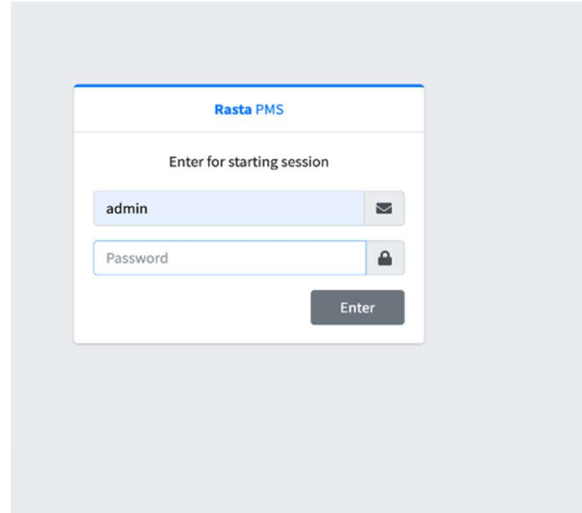 Rasta PMS
Enter for starting session
admin
Password
Enter